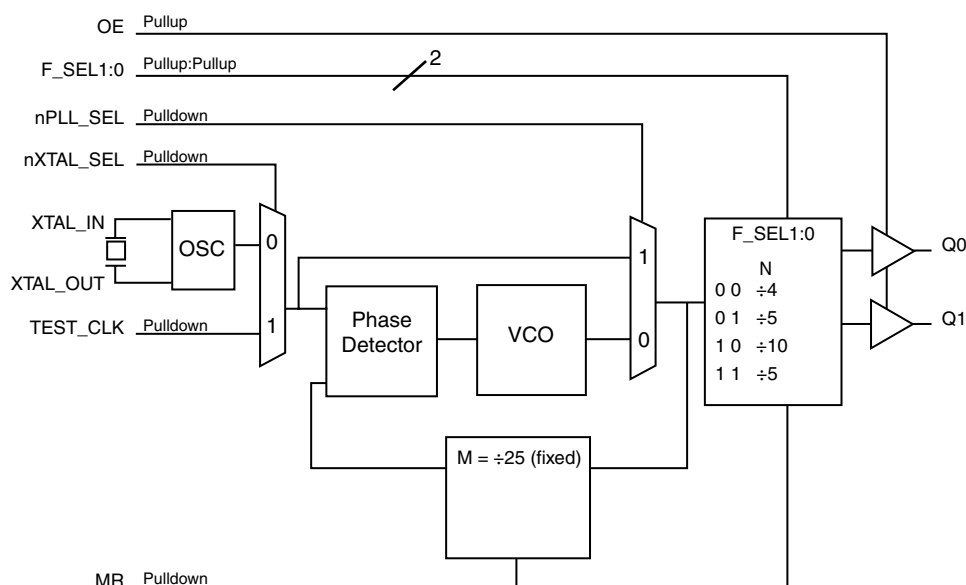 OE Pullup
F_SEL1:0 Pullup:Pullup
2
nPLL_SEL Pulldown
nXTAL_SEL Pulldown
XTAL_IN
OSC
XTAL_OUT
TEST_CLK Pulldown
0
1
Phase
Detector
VCO
1
0
F_SEL1:0
N
0 0 ÷4
0 1 ÷5
1 0 ÷10
1 1 ÷5
Q0
Q1
M = ÷25 (fixed)
MR Pulldown